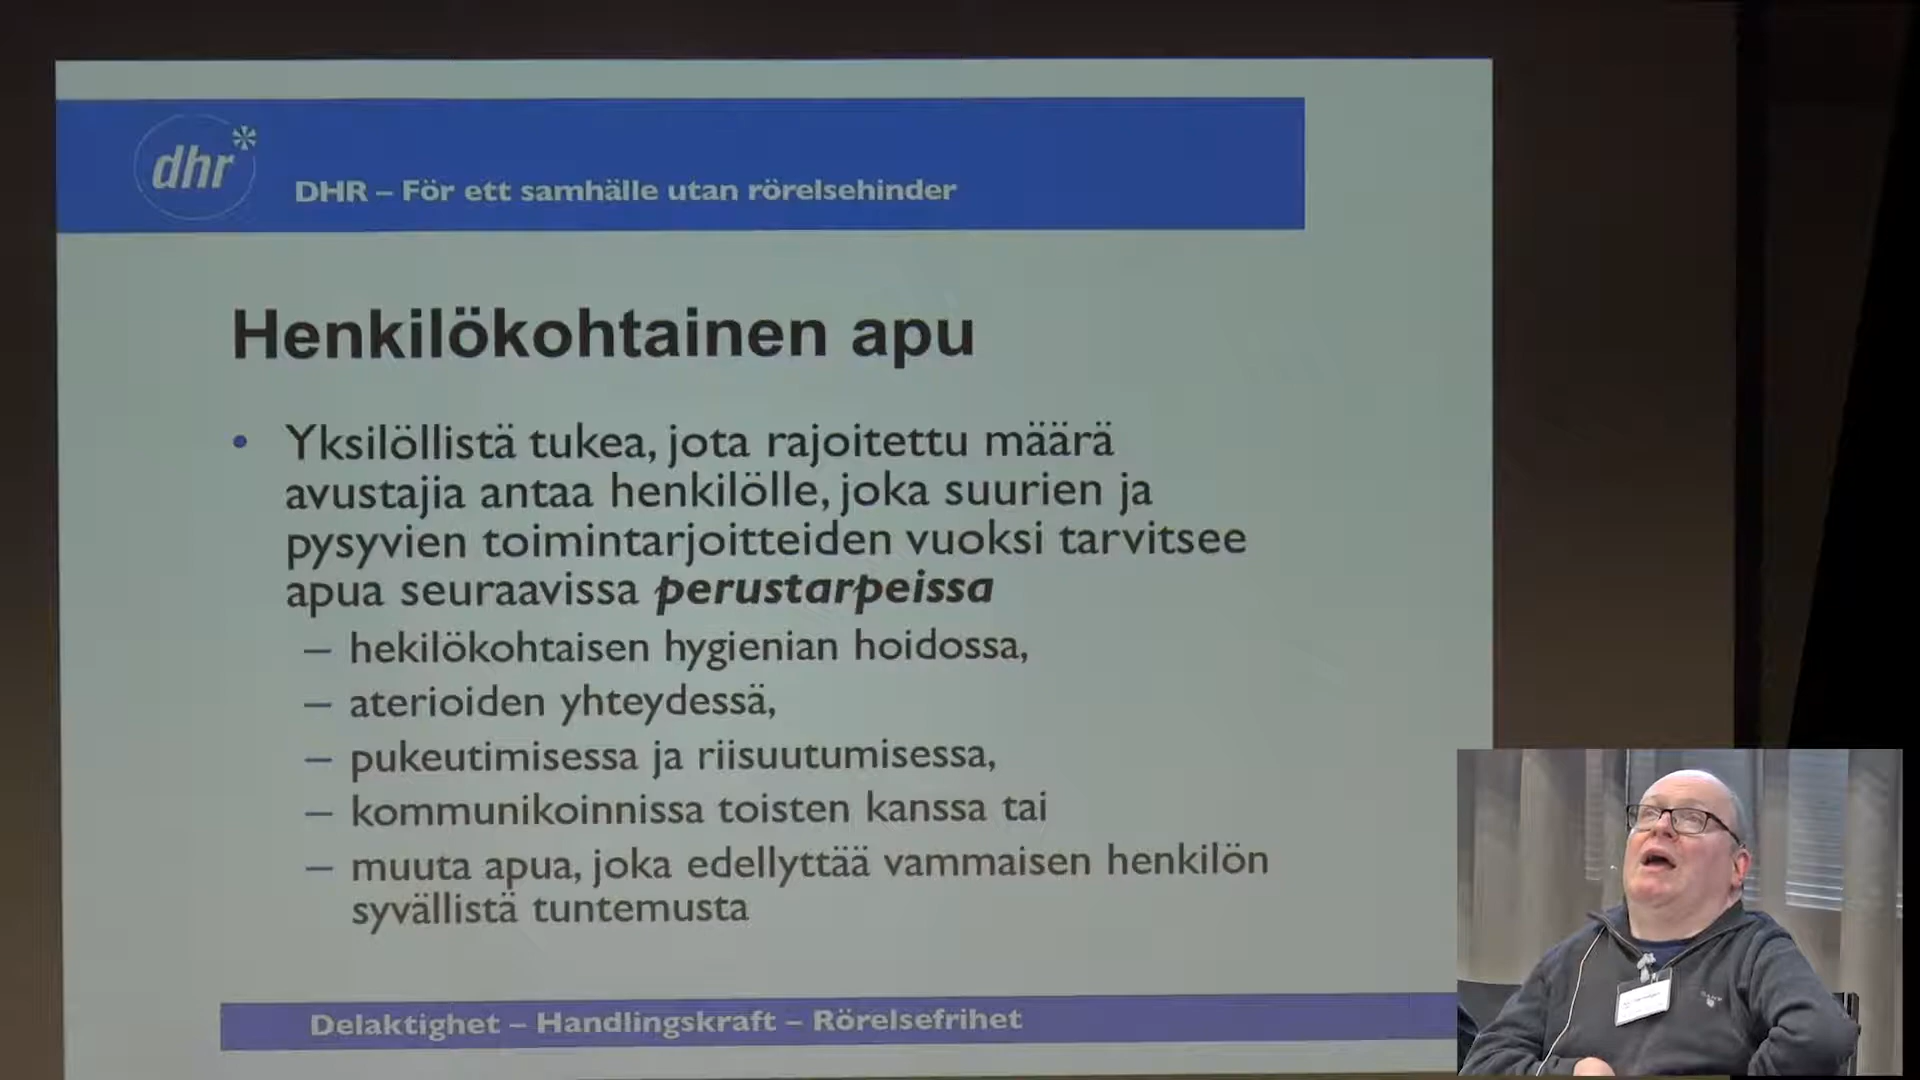 dhr
DHR – För ett samhälle utan rörelsehinder
Henkilökohtainen apu
• Yksilöllistä tukea, jota rajoitettu määrä
avustajia antaa henkilölle, joka suurien ja
pysyvien toimintarjoitteiden vuoksi tarvitsee
apua seuraavissa perustarpeissa
– hekilökohtaisen hygienian hoidossa,
– aterioiden yhteydessä,
– pukeutimisessa ja riisuutumisessa,
– kommunikoinnissa toisten kanssa tai
– muuta apua, joka edellyttää vammaisen henkilön
syvällistä tuntemusta
Delaktighet – Handlingskraft – Rörelsefrihet